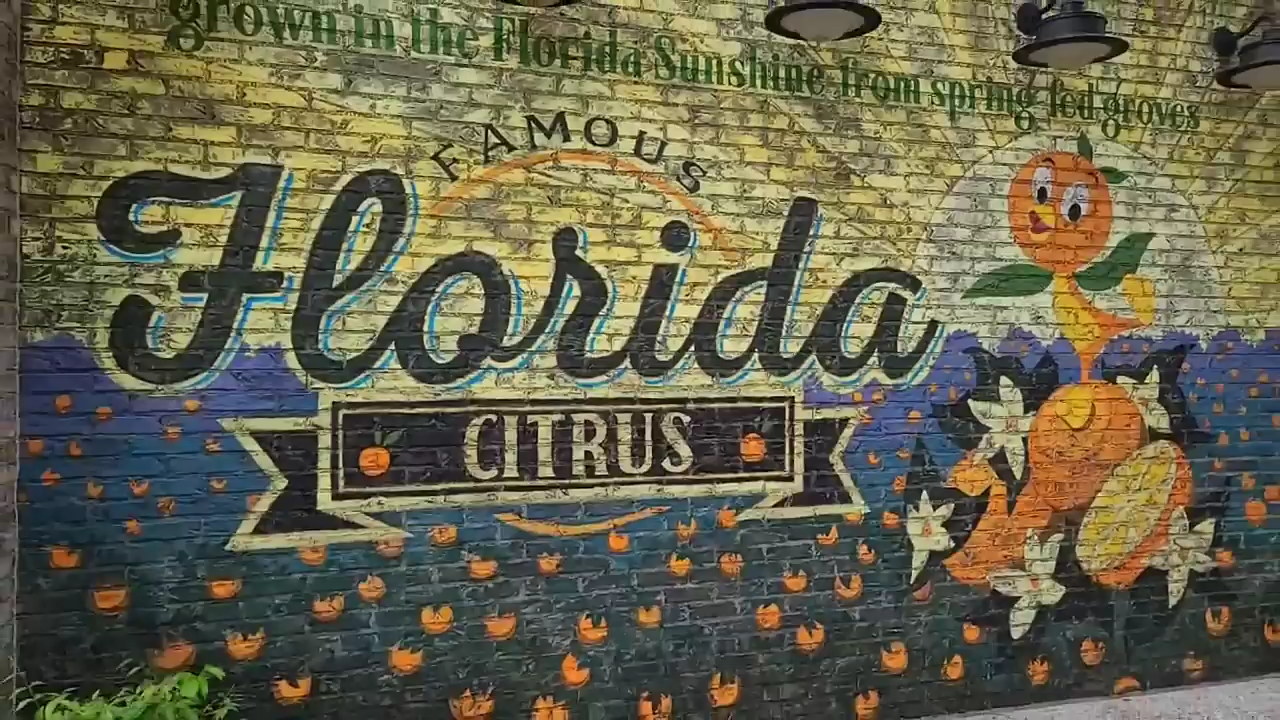 grown in the Florida Sunshine from spring fed groves
FAMOUS
Florida
CITRUS